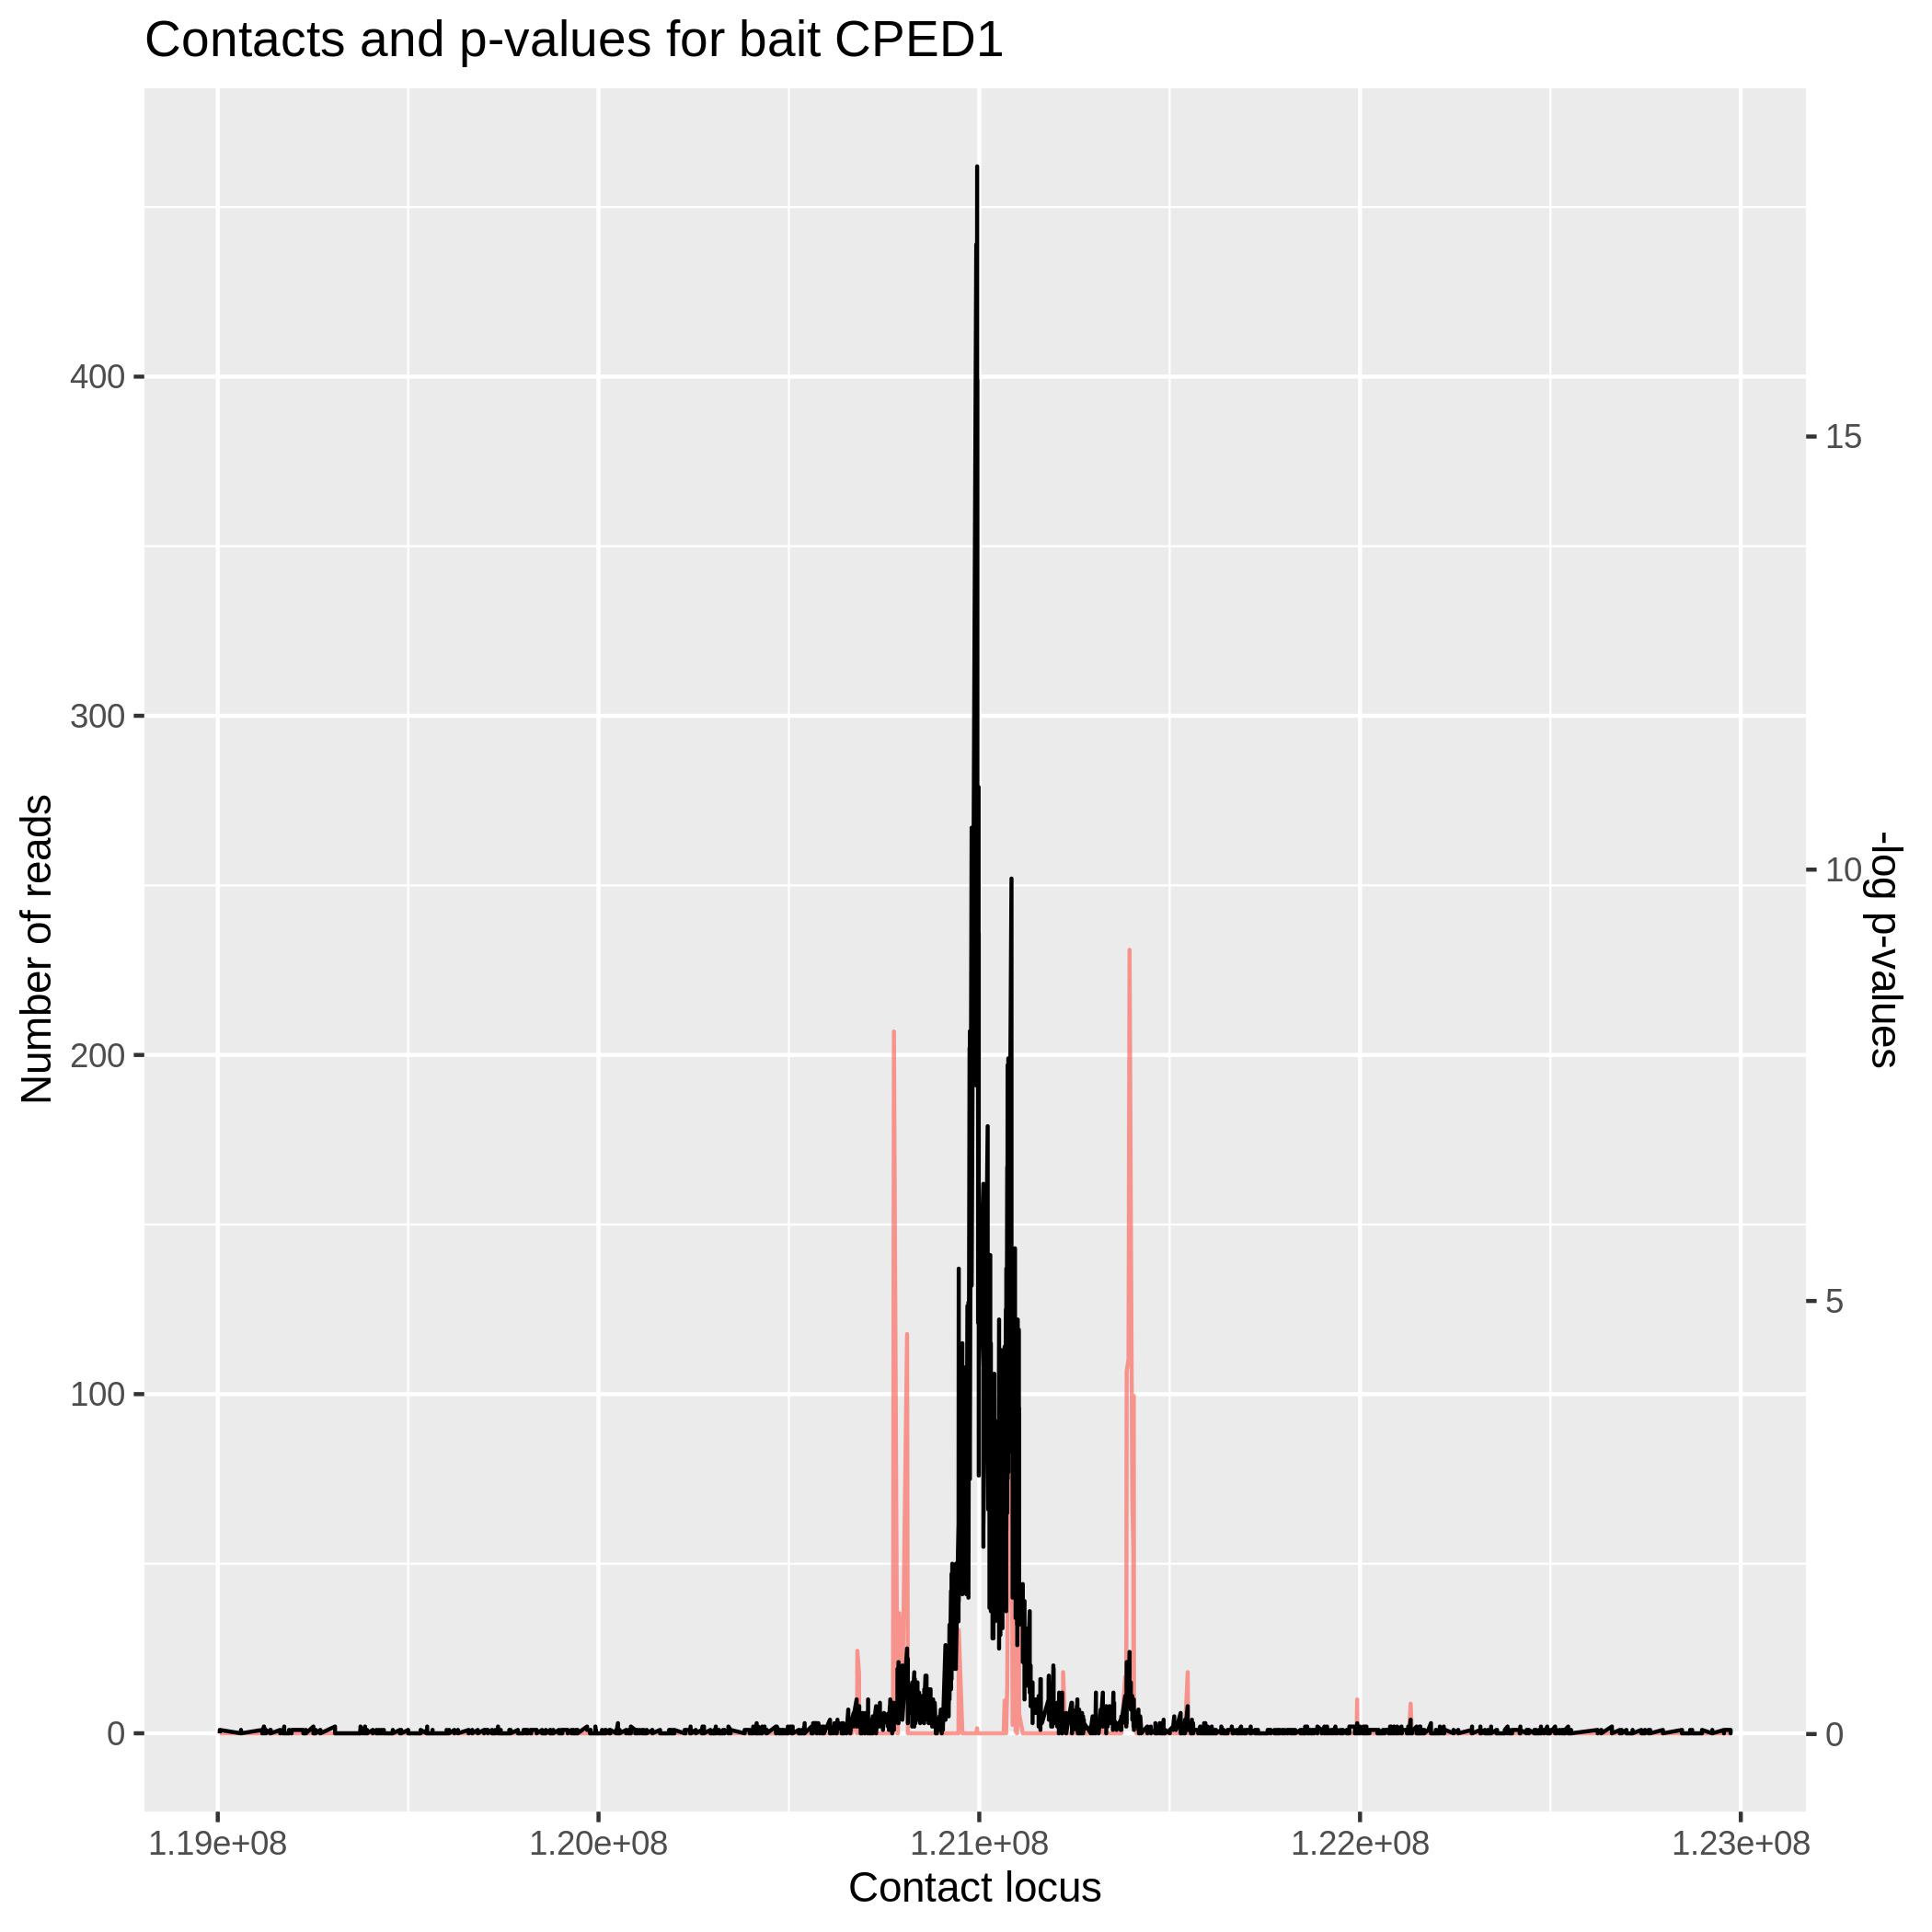 Contacts and p-values for bait CPED1
Number of reads
400
300
200
100
0
15
10
5
0
-log p-values
1.19e+08
1.20e+08
1.21e+08
1.22e+08
1.23e+08
Contact locus